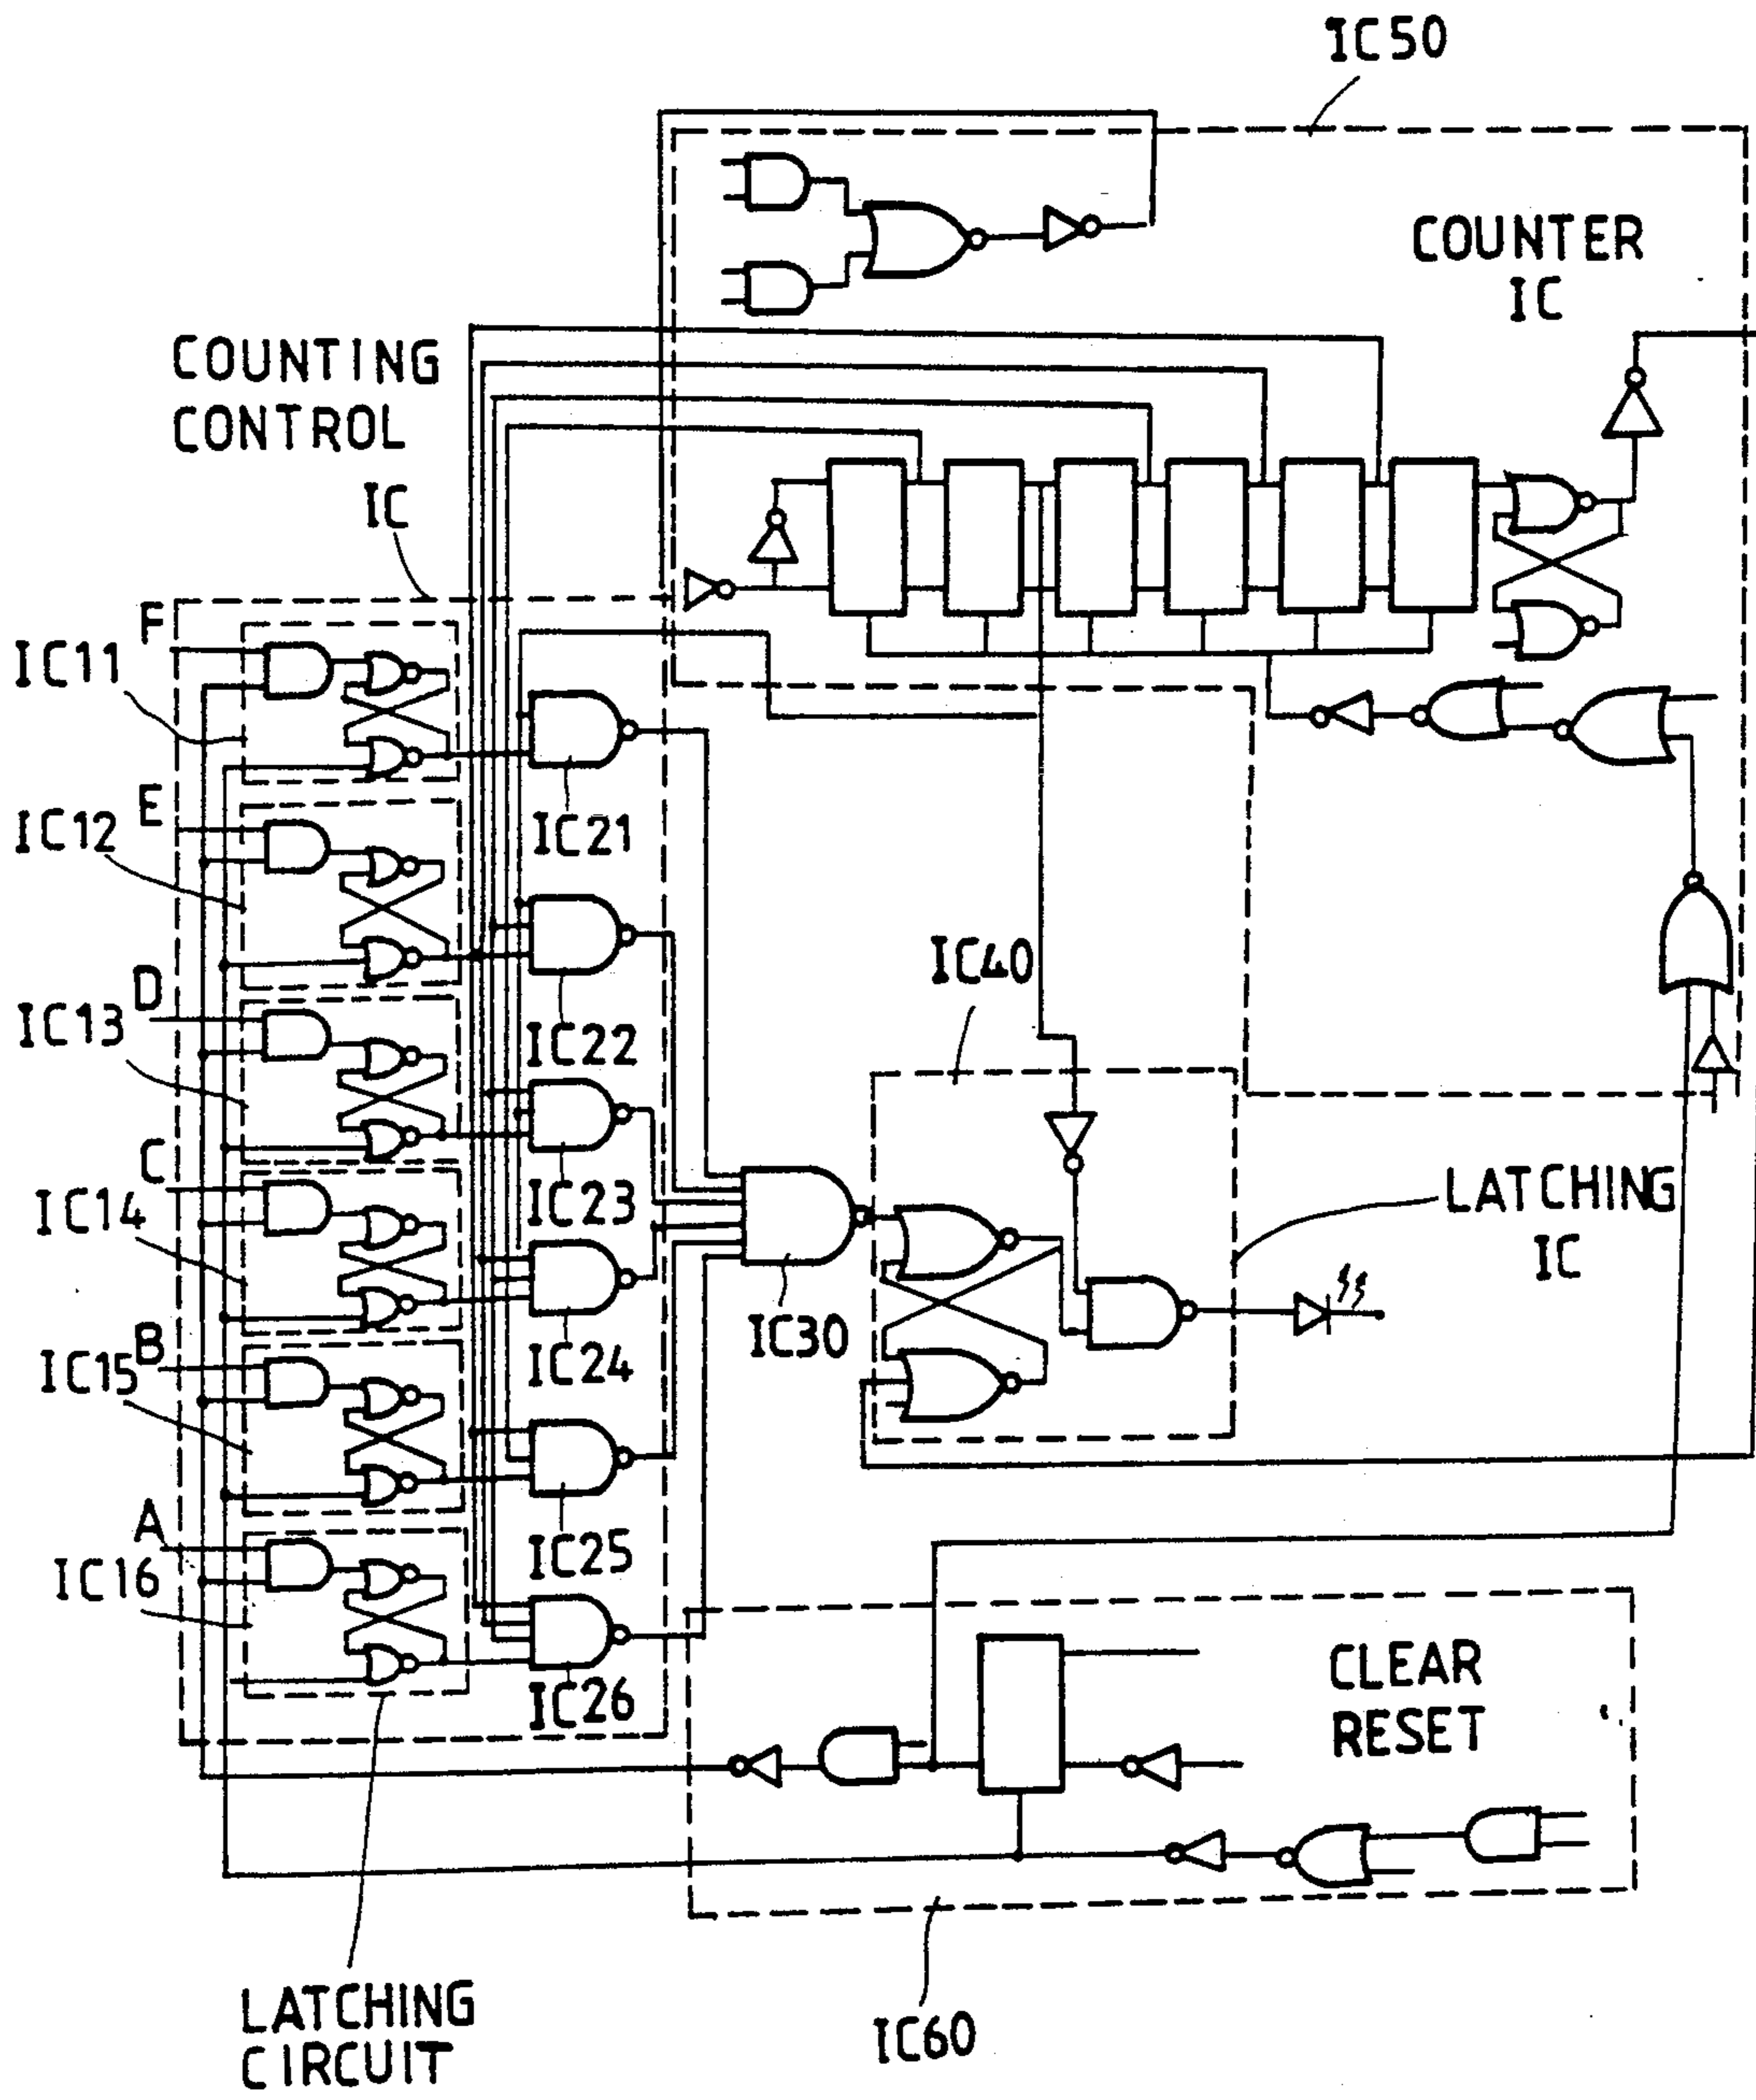 IC50
COUNTER
IC
COUNTING
CONTROL
IC
F
IC11
IC21
E
IC12
IC22
D
IC13
IC23
C
IC14
IC24
B
IC15
IC25
A
IC16
IC26
IC40
IC30
LATCHING
IC
CLEAR
RESET
IC60
LATCHING
CIRCUIT